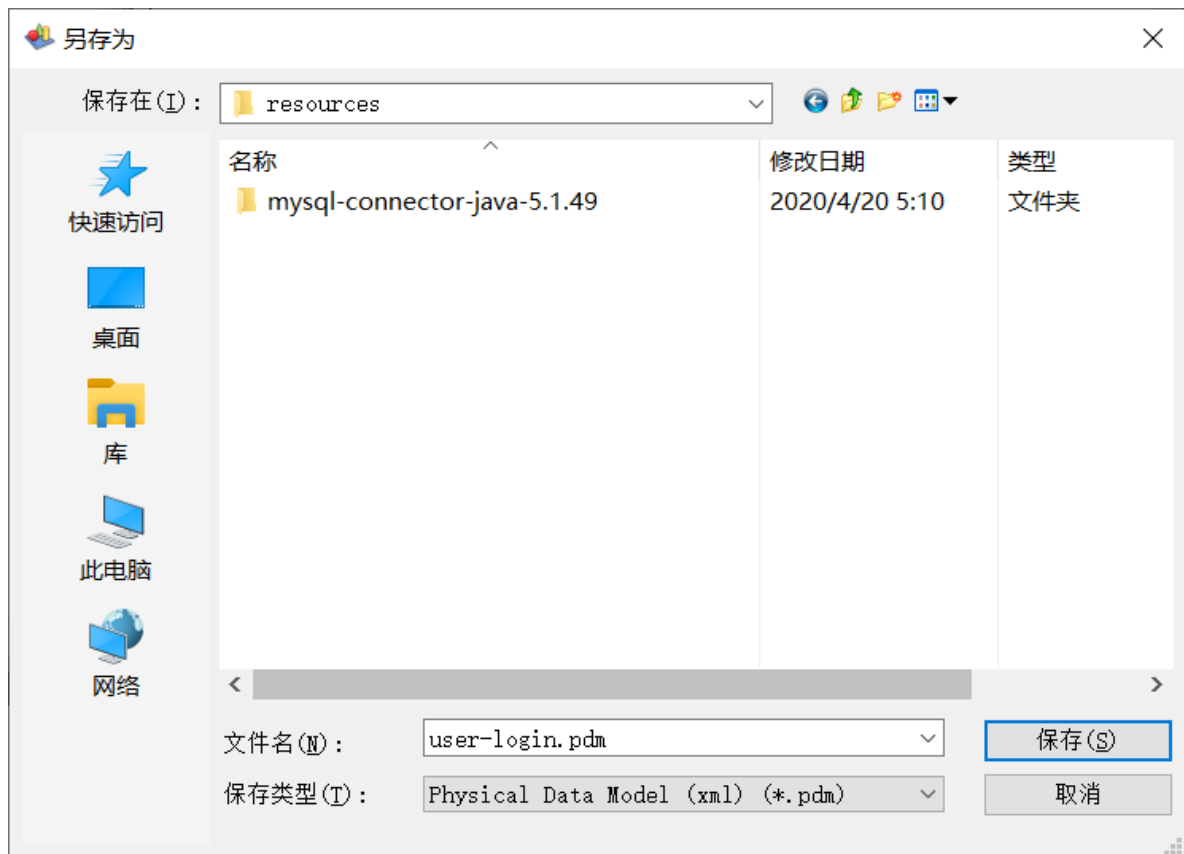 另存为
保存在(I):
resources
名称
修改日期
类型
mysql-connector-java-5.1.49
2020/4/20 5:10
文件夹
快速访问
桌面
库
此电脑
网络
文件名(N):
user-login.pdm
保存(S)
保存类型(T):
Physical Data Model (xml) (*.pdm)
取消